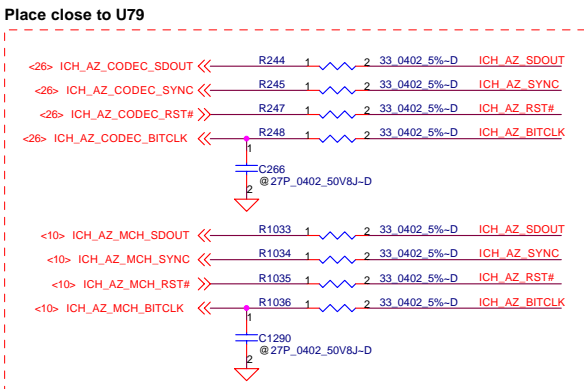 Place close to U79
<26> ICH_AZ_CODEC_SDOUT R244 1 2 33_0402_5%~D ICH_AZ_SDOUT
<26> ICH_AZ_CODEC_SYNC R245 1 2 33_0402_5%~D ICH_AZ_SYNC
<26> ICH_AZ_CODEC_RST# R247 1 2 33_0402_5%~D ICH_AZ_RST#
<26> ICH_AZ_CODEC_BITCLK R248 1 2 33_0402_5%~D ICH_AZ_BITCLK
1
C266
@27P_0402_50V8J~D
2
<10> ICH_AZ_MCH_SDOUT R1033 1 2 33_0402_5%~D ICH_AZ_SDOUT
<10> ICH_AZ_MCH_SYNC R1034 1 2 33_0402_5%~D ICH_AZ_SYNC
<10> ICH_AZ_MCH_RST# R1035 1 2 33_0402_5%~D ICH_AZ_RST#
<10> ICH_AZ_MCH_BITCLK R1036 1 2 33_0402_5%~D ICH_AZ_BITCLK
1
C1290
@27P_0402_50V8J~D
2